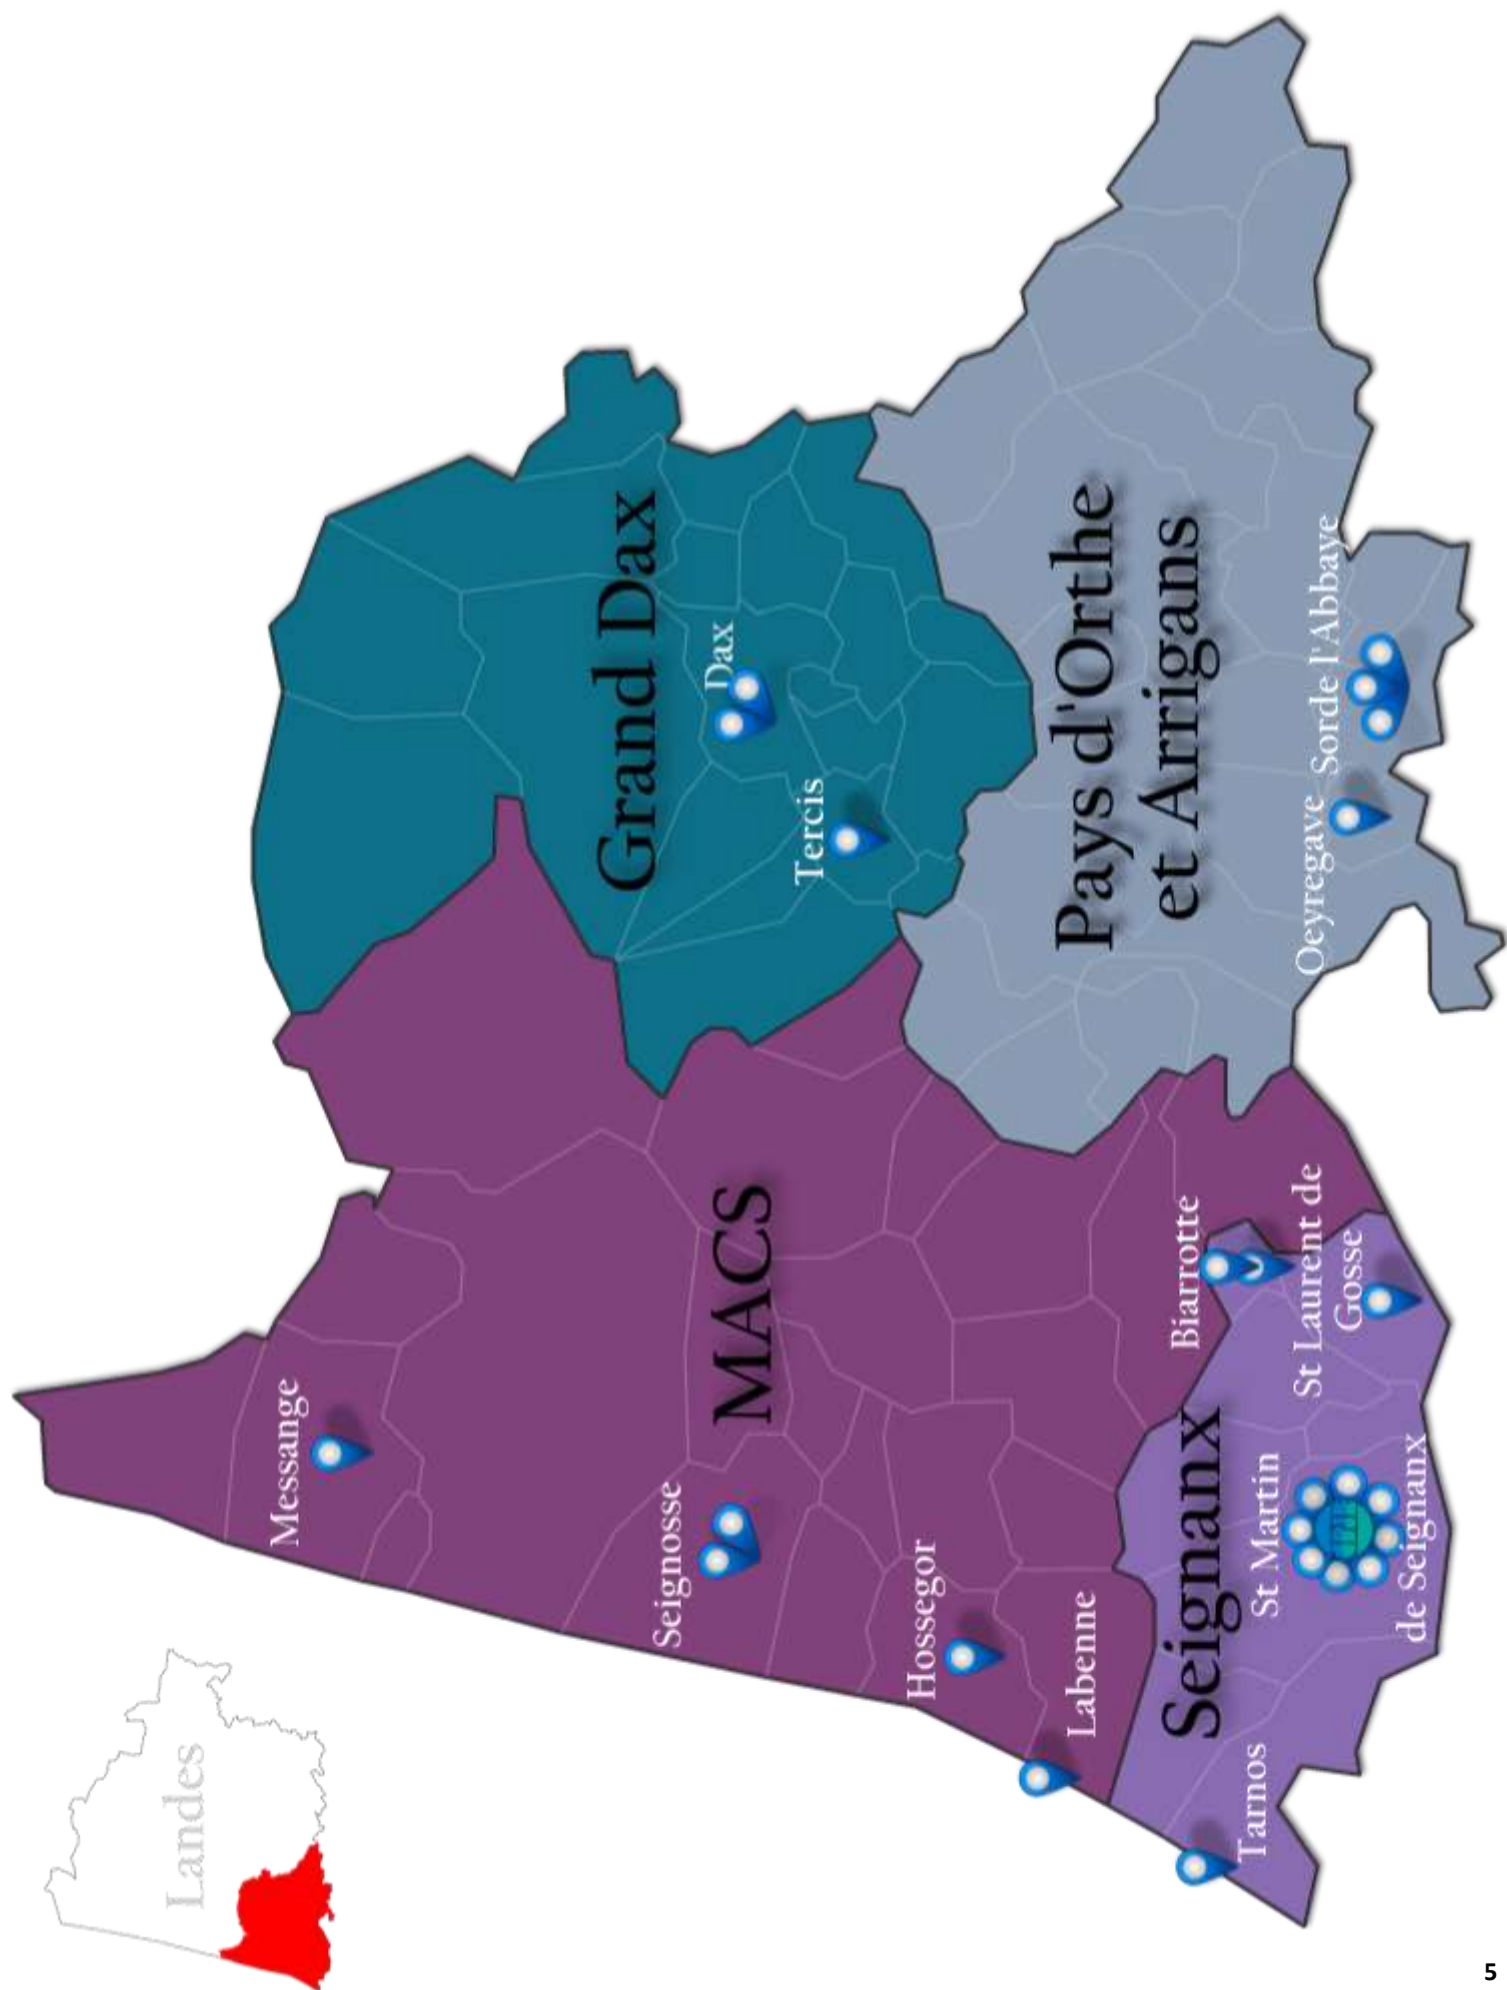 Landes
Messange
Seignosse
MACS
Hossegor
Labenne
Grand Dax
Dax
Tercis
Pays d'Orthe
et Arrigans
Oeyregave
Sorde l'Abbaye
Biarrotte
St Laurent de
Gosse
Seignanx
St Martin
de Seignanx
Tarnos
5